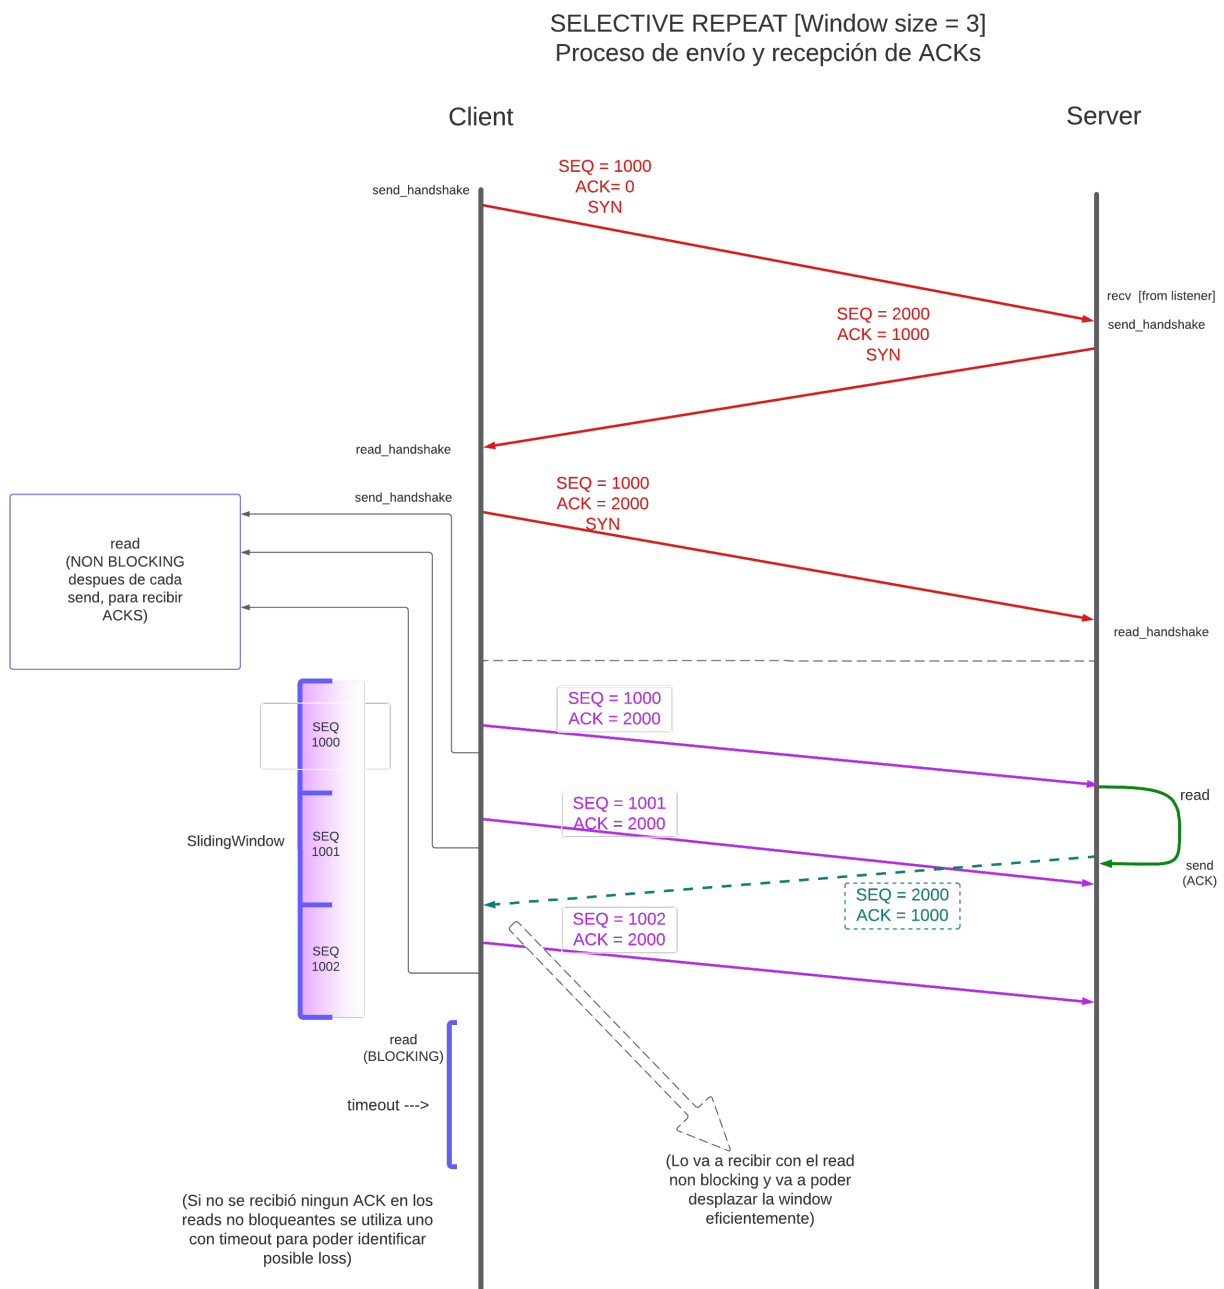 SELECTIVE REPEAT [Window size = 3]
Proceso de envío y recepción de ACKs
Client
Server
SEQ = 1000
ACK= 0
SYN
send_handshake
recv [from listener]
SEQ = 2000
ACK = 1000
SYN
send_handshake
read_handshake
SEQ = 1000
ACK = 2000
SYN
send_handshake
read
(NON BLOCKING
despues de cada
send, para recibir
ACKS)
read_handshake
SEQ = 1000
ACK = 2000
SEQ
1000
read
SEQ = 1001
ACK = 2000
SlidingWindow
SEQ
1001
send
(ACK)
SEQ = 2000
ACK = 1000
SEQ = 1002
ACK = 2000
SEQ
1002
read
(BLOCKING)
timeout --->
(Lo va a recibir con el read
non blocking y va a poder
desplazar la window
eficientemente)
(Si no se recibió ningun ACK en los
reads no bloqueantes se utiliza uno
con timeout para poder identificar
posible loss)